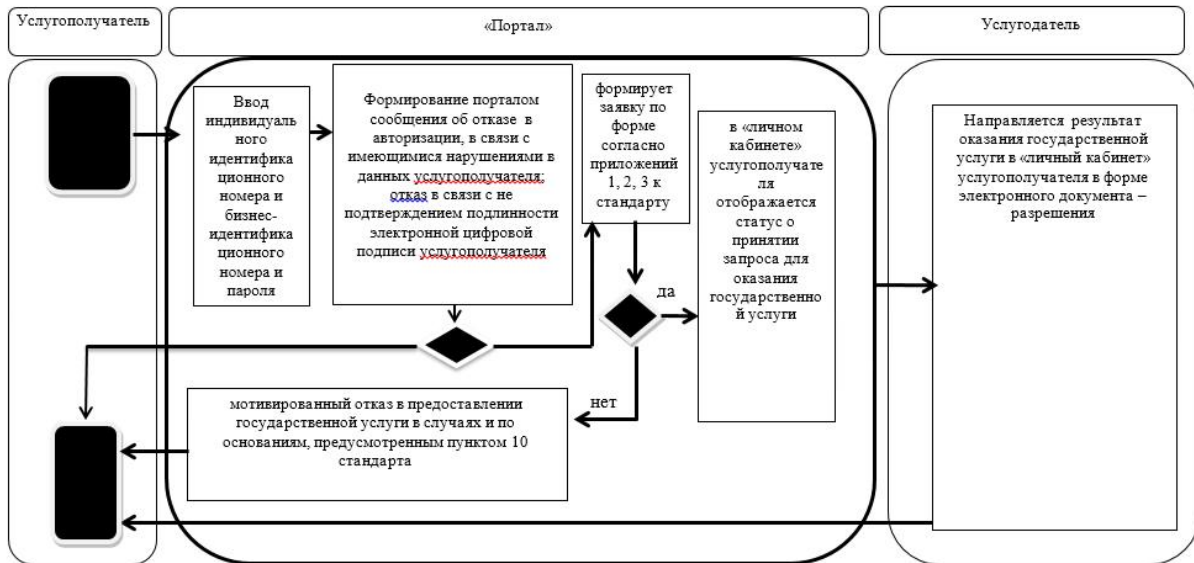 Услугополучатель
«Портал»
Услугодатель
Ввод
индивидуаль
ного
идентифика
ционного
номера и
бизнес-
идентифика
ционного
номера и
пароля
Формирование порталом
сообщения об отказе в
авторизации, в связи с
имеющимися нарушениями в
данных услугополучателя;
отказ в связи с не
подтверждением подлинности
электронной цифровой
подписи услугополучателя
формирует
заявку по
форме
согласно
приложений
1, 2, 3 к
стандарту
в «личном
кабинете»
услугополучате
ля
отображается
статус о
принятии
запроса для
оказания
государственно
й услуги
Направляется результат
оказания государственной
услуги в «личный кабинет»
услугополучателя в форме
электронного документа –
разрешения
да
нет
мотивированный отказ в предоставлении
государственной услуги в случаях и по
основаниям, предусмотренным пунктом 10
стандарта